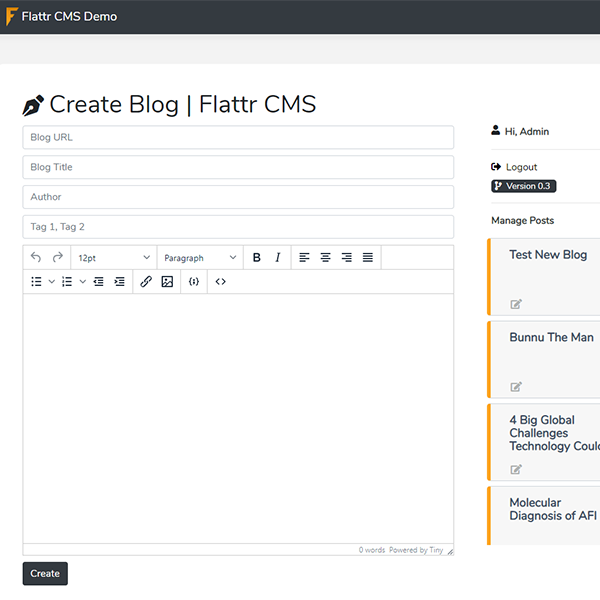 Flattr CMS Demo
Create Blog | Flattr CMS
Blog URL
Blog Title
Author
Tag 1, Tag 2
12pt Paragraph B I
0 words Powered by Tiny
Create
Hi, Admin
Logout
Version 0.3
Manage Posts
Test New Blog
Bunnu The Man
4 Big Global
Challenges
Technology Could
Molecular
Diagnosis of AFI